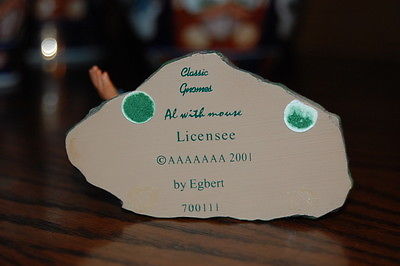 Classic
Gnomes
Al with mouse
Licensee
©AAAAAAA 2001
by Egbert
700111